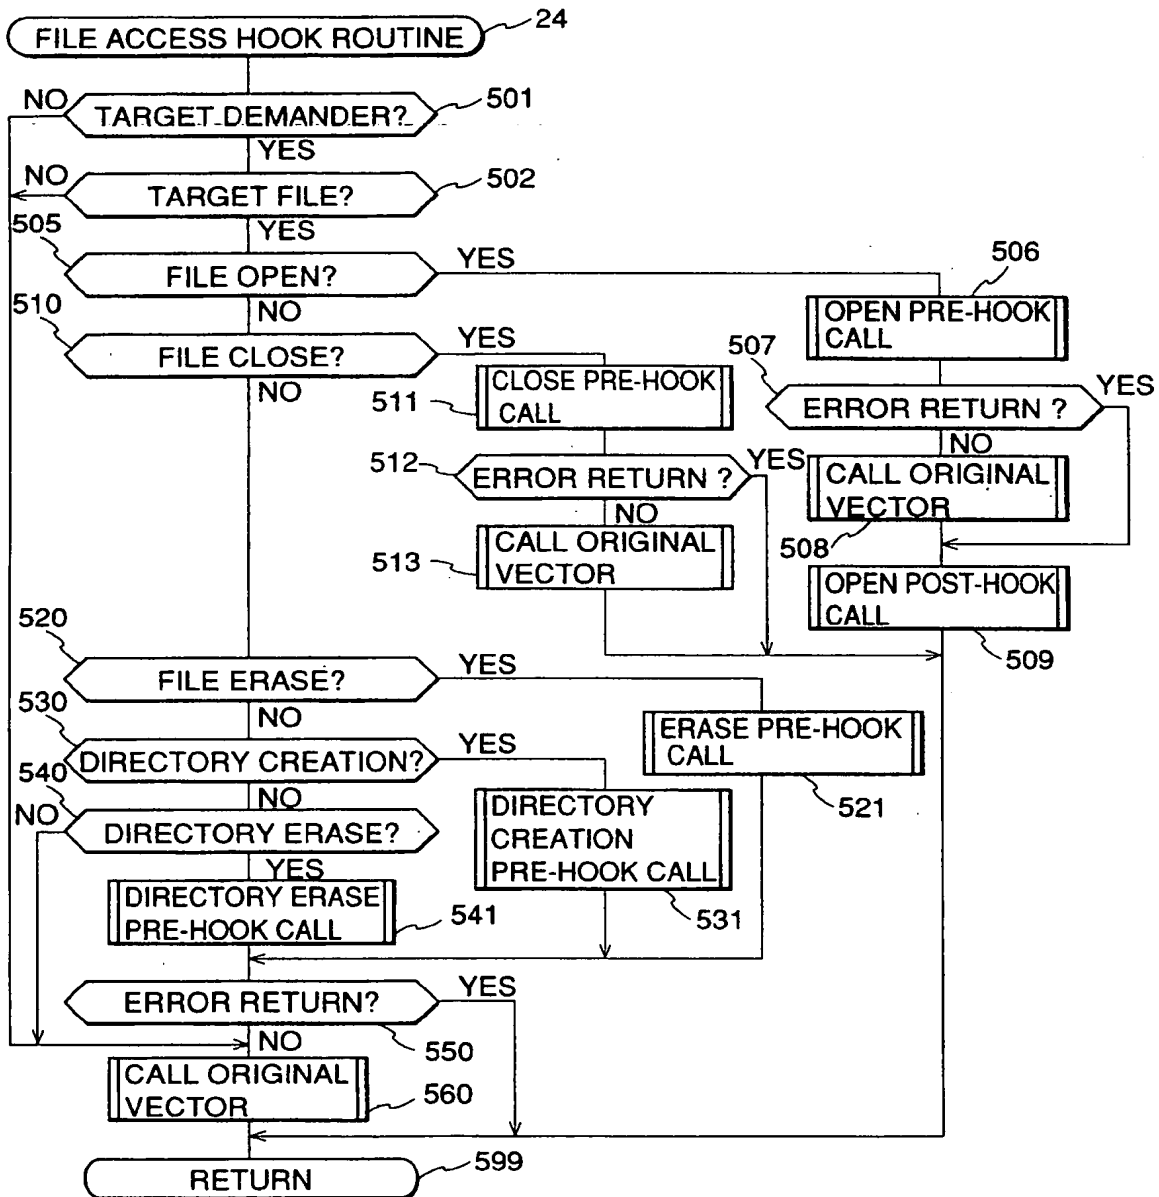 FILE ACCESS HOOK ROUTINE
24
NO
TARGET DEMANDER?
501
YES
NO
TARGET FILE?
502
YES
505
FILE OPEN?
YES
506
OPEN PRE-HOOK
CALL
510
NO
FILE CLOSE?
YES
507
ERROR RETURN ?
YES
NO
511
CLOSE PRE-HOOK
CALL
NO
512
ERROR RETURN ?
YES
NO
CALL ORIGINAL
VECTOR
508
513
CALL ORIGINAL
VECTOR
OPEN POST-HOOK
CALL
509
520
FILE ERASE?
YES
NO
ERASE PRE-HOOK
CALL
521
530
DIRECTORY CREATION?
YES
540
NO
NO
DIRECTORY ERASE?
DIRECTORY
CREATION
PRE-HOOK CALL
531
YES
DIRECTORY ERASE
PRE-HOOK CALL
541
ERROR RETURN?
YES
NO
550
CALL ORIGINAL
VECTOR
560
RETURN
599